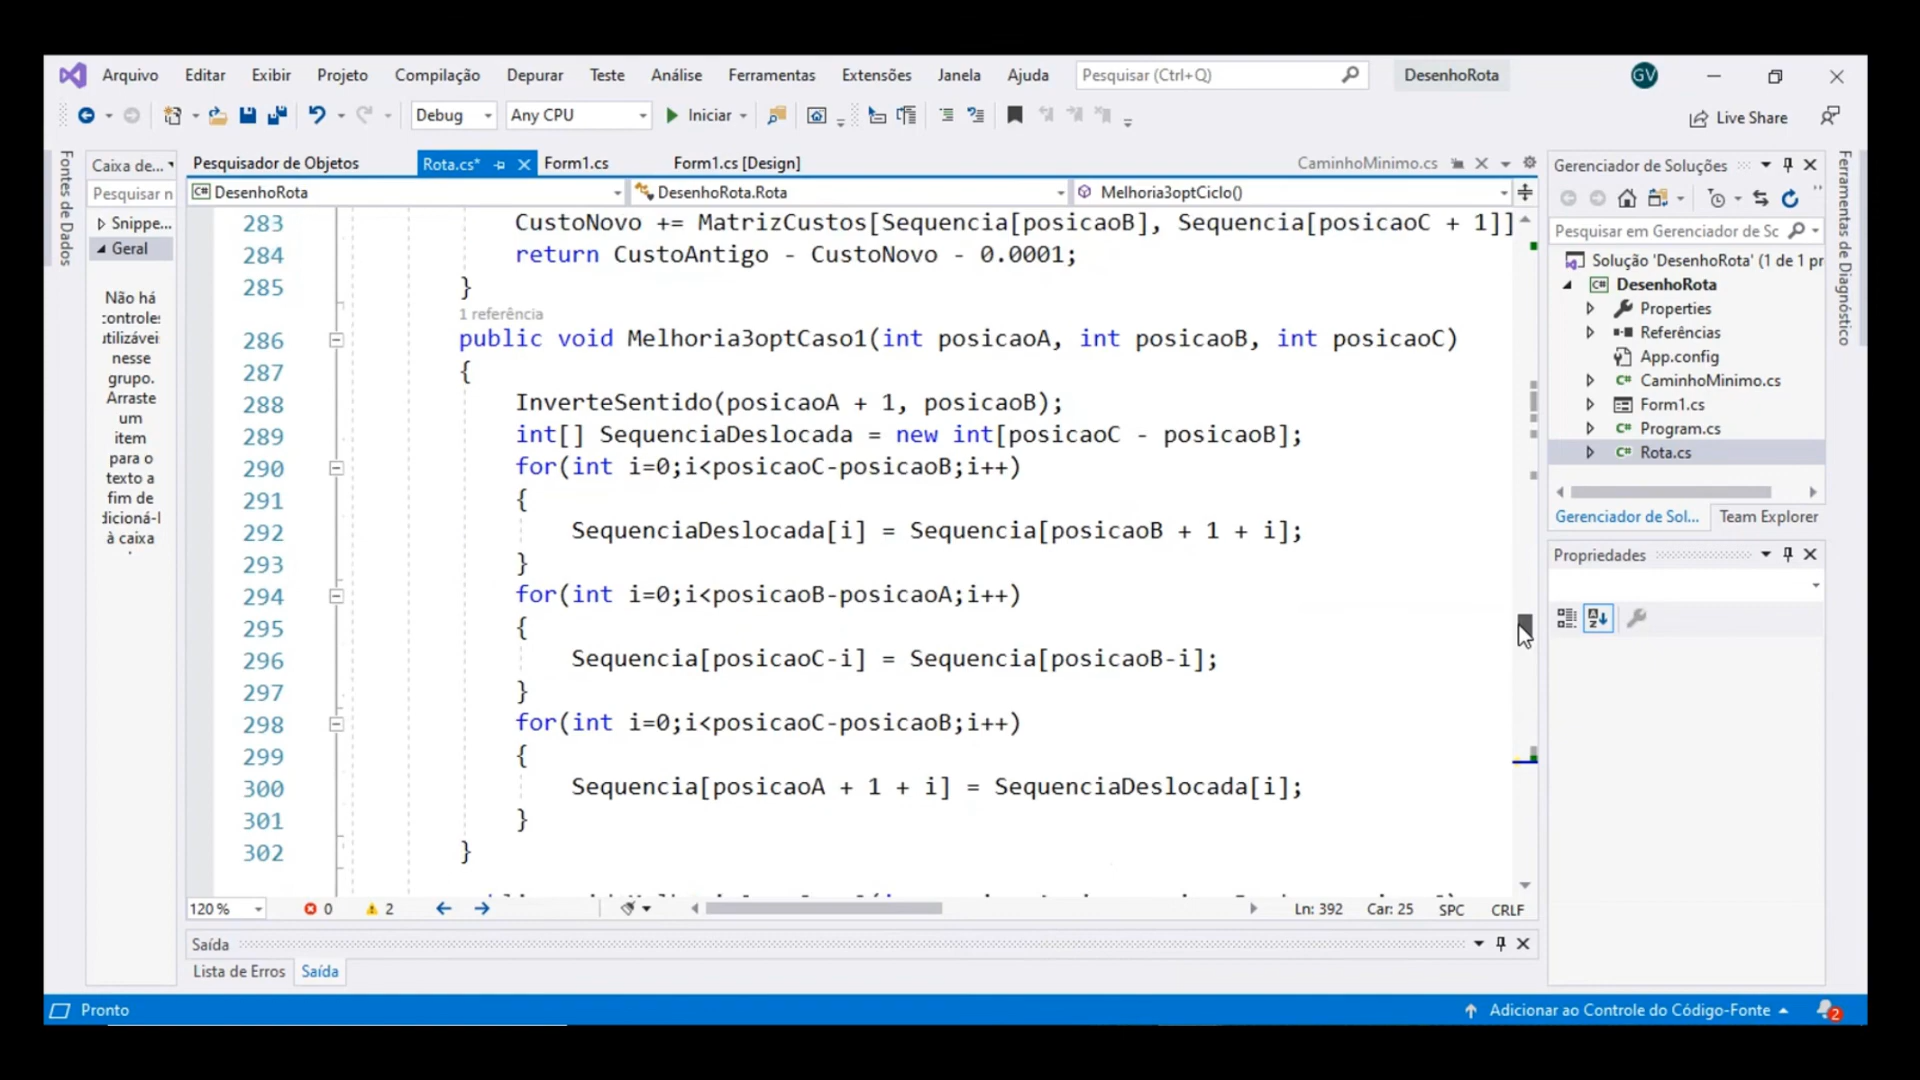 Arquivo Editar Exibir Projeto Compilação Depurar Teste Análise Ferramentas Extensões Janela Ajuda Pesquisar (Ctrl+Q) DesenhoRota GV
Debug Any CPU Iniciar Live Share
Fontes de Dados
Caixa de...
Pesquisar n
Snippe...
Geral
Não há
controle
utilizávei
nesse
grupo.
Arraste
um
item
para o
texto a
fim de
à caixa
Pesquisador de Objetos Rota.cs* Form1.cs Form1.cs [Design] CaminhoMinimo.cs
DesenhoRota DesenhoRota.Rota Melhoria3optCiclo()
283 CustoNovo += MatrizCustos[Sequencia[posicaoB], Sequencia[posicaoC + 1]]
284 return CustoAntigo - CustoNovo - 0.0001;
285 }
1 referência
286 public void Melhoria3optCaso1(int posicaoA, int posicaoB, int posicaoC)
287 {
288 InverteSentido(posicaoA + 1, posicaoB);
289 int[] SequenciaDeslocada = new int[posicaoC - posicaoB];
290 for(int i=0;i<posicaoC-posicaoB;i++)
291 {
292 SequenciaDeslocada[i] = Sequencia[posicaoB + 1 + i];
293 }
294 for(int i=0;i<posicaoB-posicaoA;i++)
295 {
296 Sequencia[posicaoC-i] = Sequencia[posicaoB-i];
297 }
298 for(int i=0;i<posicaoC-posicaoB;i++)
299 {
300 Sequencia[posicaoA + 1 + i] = SequenciaDeslocada[i];
301 }
302 }
120 % 0 2 Ln: 392 Car: 25 SPC CRLF
Saída
Lista de Erros Saída
Gerenciador de Soluções
Pesquisar em Gerenciador de Sc
Solução 'DesenhoRota' (1 de 1 pr
DesenhoRota
Properties
Referências
App.config
CaminhoMinimo.cs
Form1.cs
Program.cs
Rota.cs
Gerenciador de Sol... Team Explorer
Propriedades
Ferramentas de Diagnóstico
Pronto Adicionar ao Controle do Código-Fonte 2